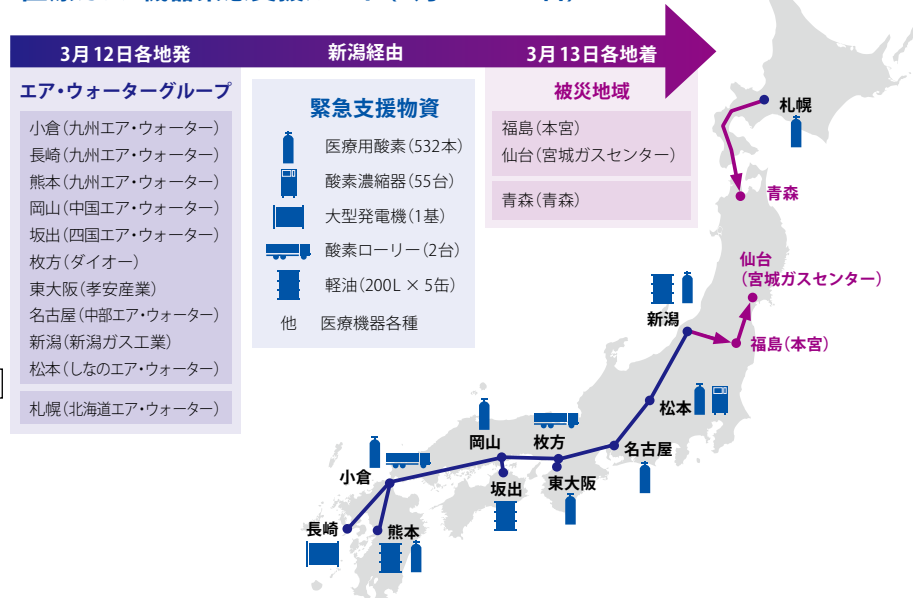 3月12日各地発
新潟経由
3月13日各地着
エア・ウォーターグループ
小倉（九州エア・ウォーター）
長崎（九州エア・ウォーター）
熊本（九州エア・ウォーター）
岡山（中国エア・ウォーター）
坂出（四国エア・ウォーター）
枚方（ダイオー）
東大阪（孝安産業）
名古屋（中部エア・ウォーター）
新潟（新潟ガス工業）
松本（しなのエア・ウォーター）
札幌（北海道エア・ウォーター）
緊急支援物資
医療用酸素（532本）
酸素濃縮器（55台）
大型発電機（1基）
酸素ローリー（2台）
軽油（200L × 5缶）
他 医療機器各種
被災地域
福島（本宮）
仙台（宮城ガスセンター）
青森（青森）
札幌
青森
仙台
（宮城ガスセンター）
新潟
福島（本宮）
松本
岡山
枚方
名古屋
小倉
坂出
東大阪
長崎
熊本